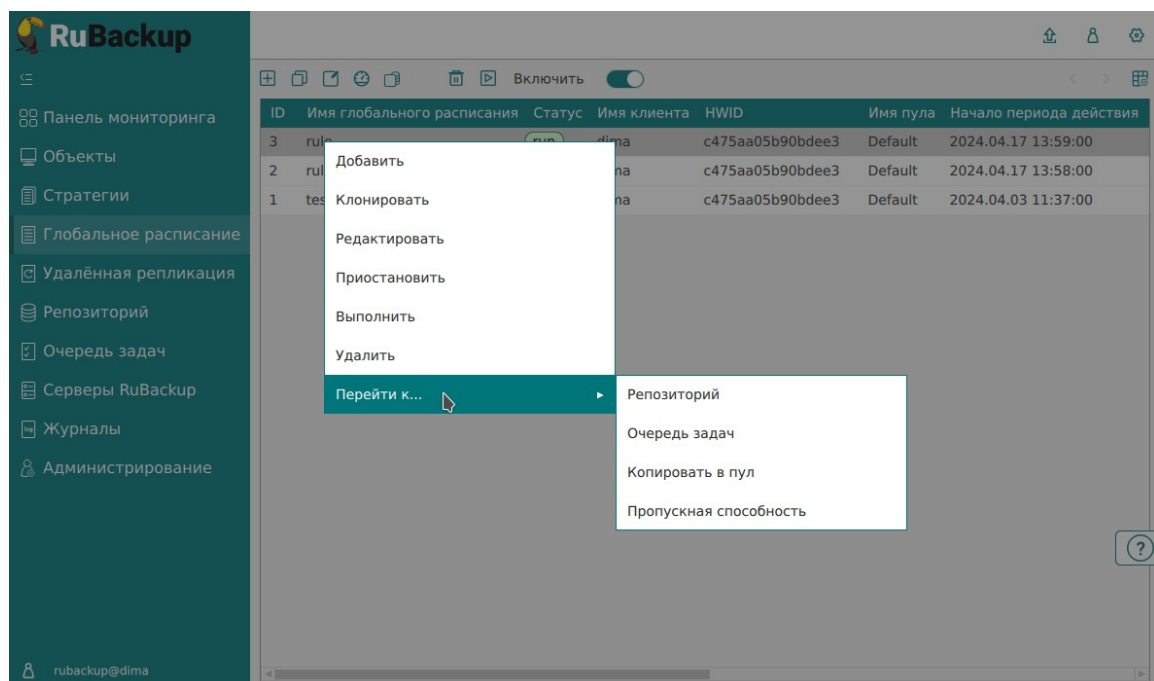 RuBackup
Включить
Панель мониторинга
Объекты
Стратегии
Глобальное расписание
Удалённая репликация
Репозиторий
Очередь задач
Серверы RuBackup
Журналы
Администрирование
rubackup@dima
ID Имя глобального расписания Статус Имя клиента HWID Имя пула Начало периода действия
3 c475aa05b90bdee3 Default 2024.04.17 13:59:00
2 c475aa05b90bdee3 Default 2024.04.17 13:58:00
1 c475aa05b90bdee3 Default 2024.04.03 11:37:00
Добавить
Клонировать
Редактировать
Приостановить
Выполнить
Удалить
Перейти к...
Репозиторий
Очередь задач
Копировать в пул
Пропускная способность
?